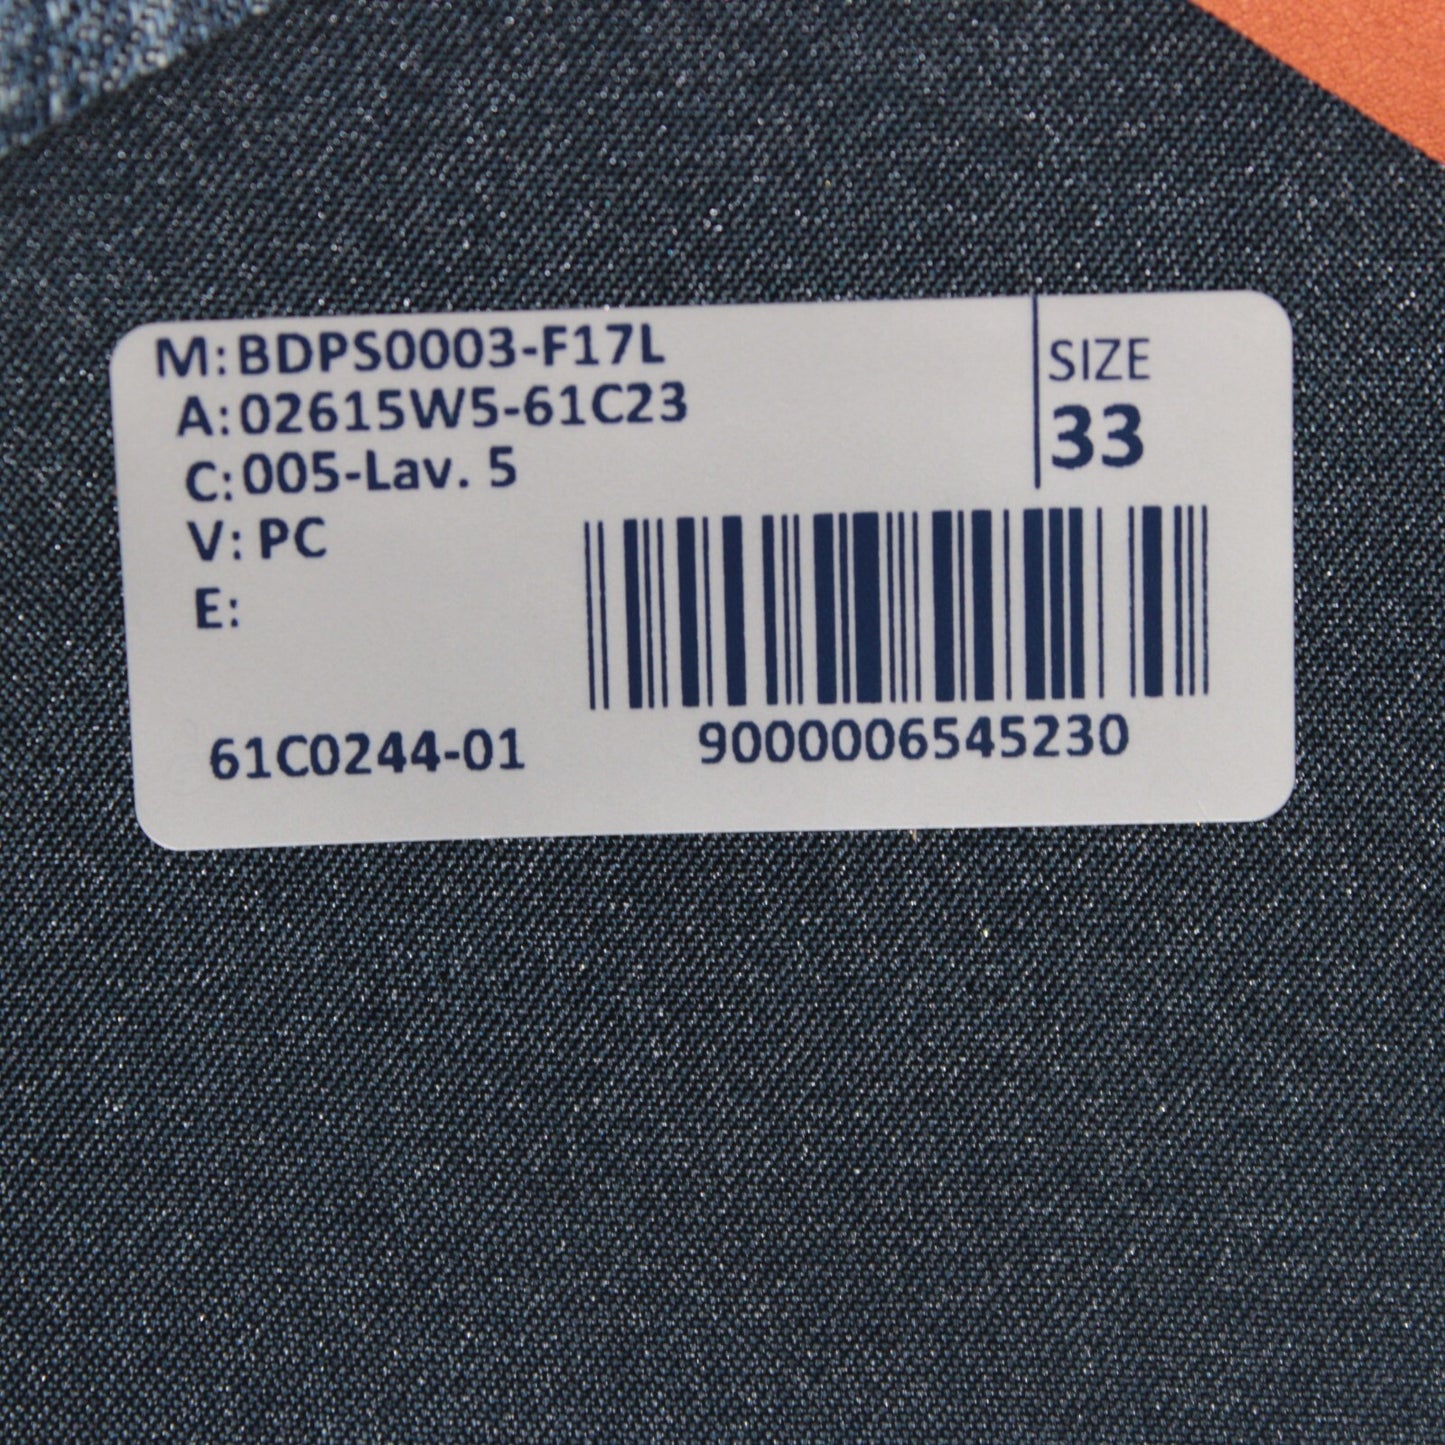 M: BDPS0003-F17L
A: 02615W5-61C23
C: 005-Lav. 5
V: PC
E:
SIZE
33
61C0244-01
9000006545230